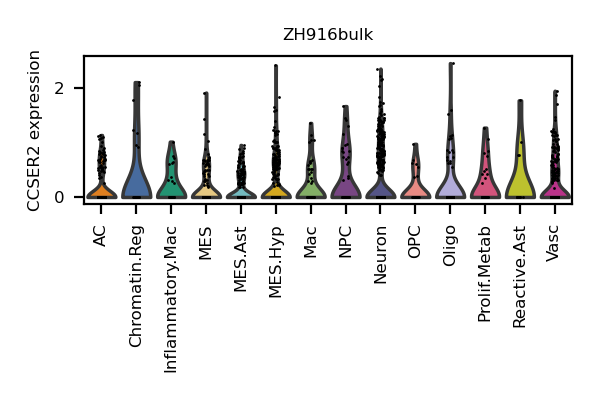 ZH916bulk
CCSER2 expression
2
0
AC
Chromatin.Reg
Inflammatory.Mac
MES
MES.Ast
MES.Hyp
Mac
NPC
Neuron
OPC
Oligo
Prolif.Metab
Reactive.Ast
Vasc